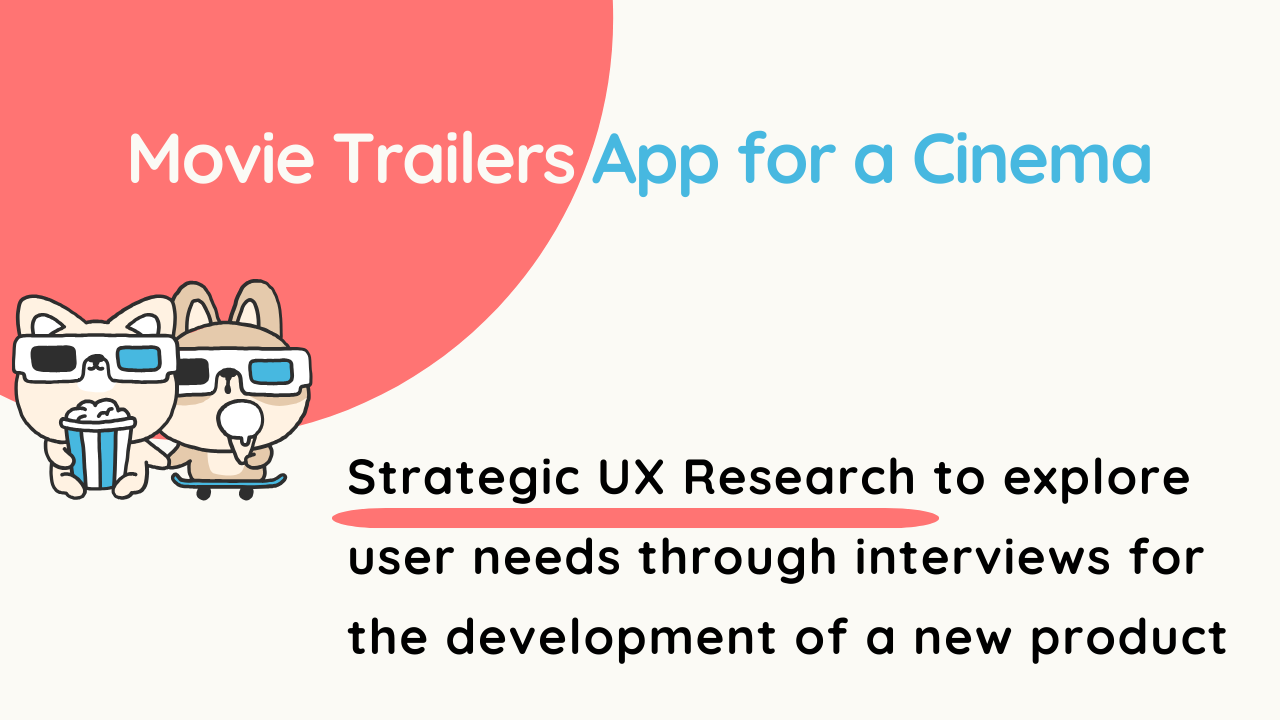 Movie Trailers App for a Cinema
Strategic UX Research to explore
user needs through interviews for
the development of a new product